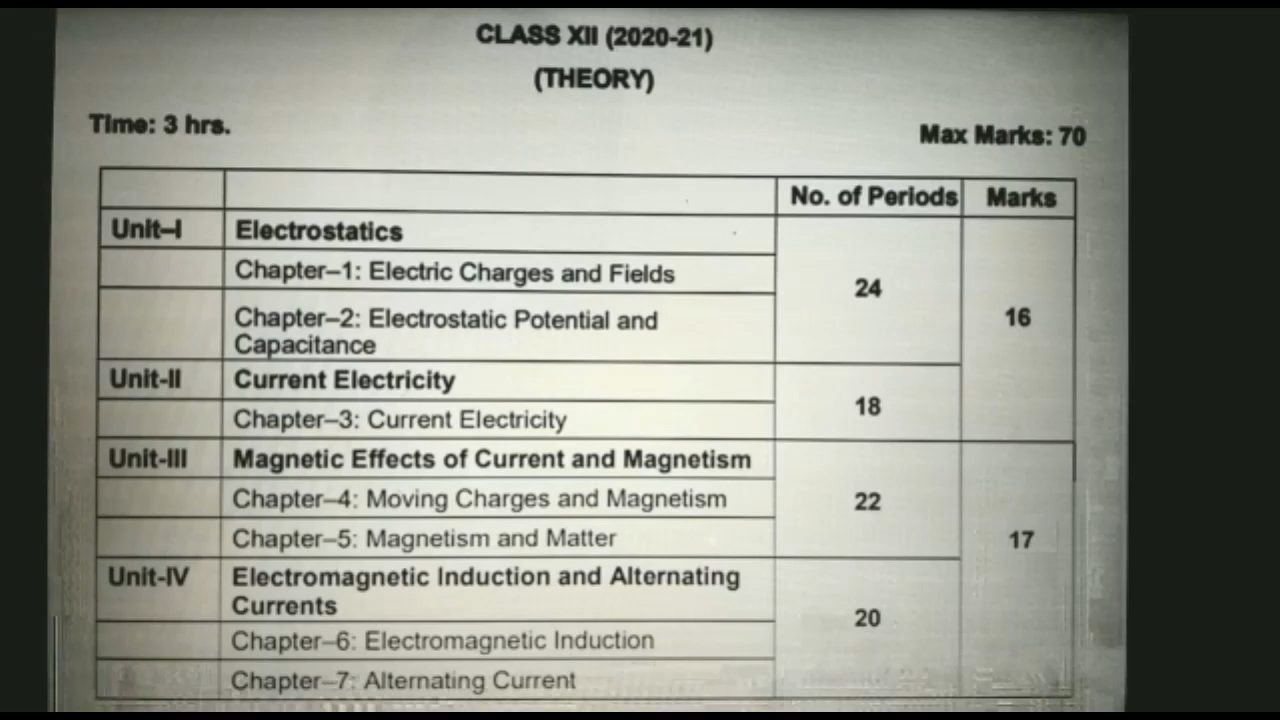 CLASS XII (2020-21)
(THEORY)
Time: 3 hrs.
Max Marks: 70
No. of Periods Marks
Unit–I Electrostatics
Chapter–1: Electric Charges and Fields
24
Chapter–2: Electrostatic Potential and
Capacitance
16
Unit-II Current Electricity
18
Chapter–3: Current Electricity
Unit-III Magnetic Effects of Current and Magnetism
Chapter–4: Moving Charges and Magnetism
22
Chapter–5: Magnetism and Matter
17
Unit-IV Electromagnetic Induction and Alternating
Currents
20
Chapter–6: Electromagnetic Induction
Chapter–7: Alternating Current